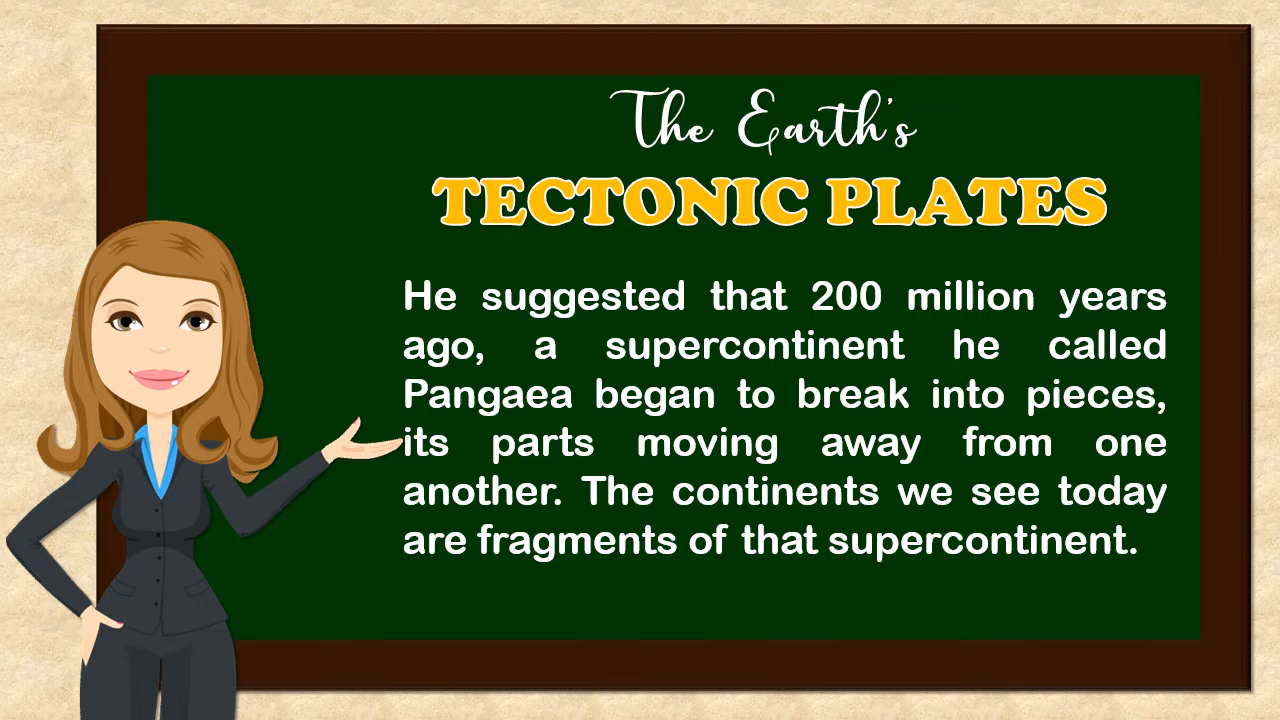 The Earth's
TECTONIC PLATES
He suggested that 200 million years
ago, a supercontinent he called
Pangaea began to break into pieces,
its parts moving away from one
another. The continents we see today
are fragments of that supercontinent.